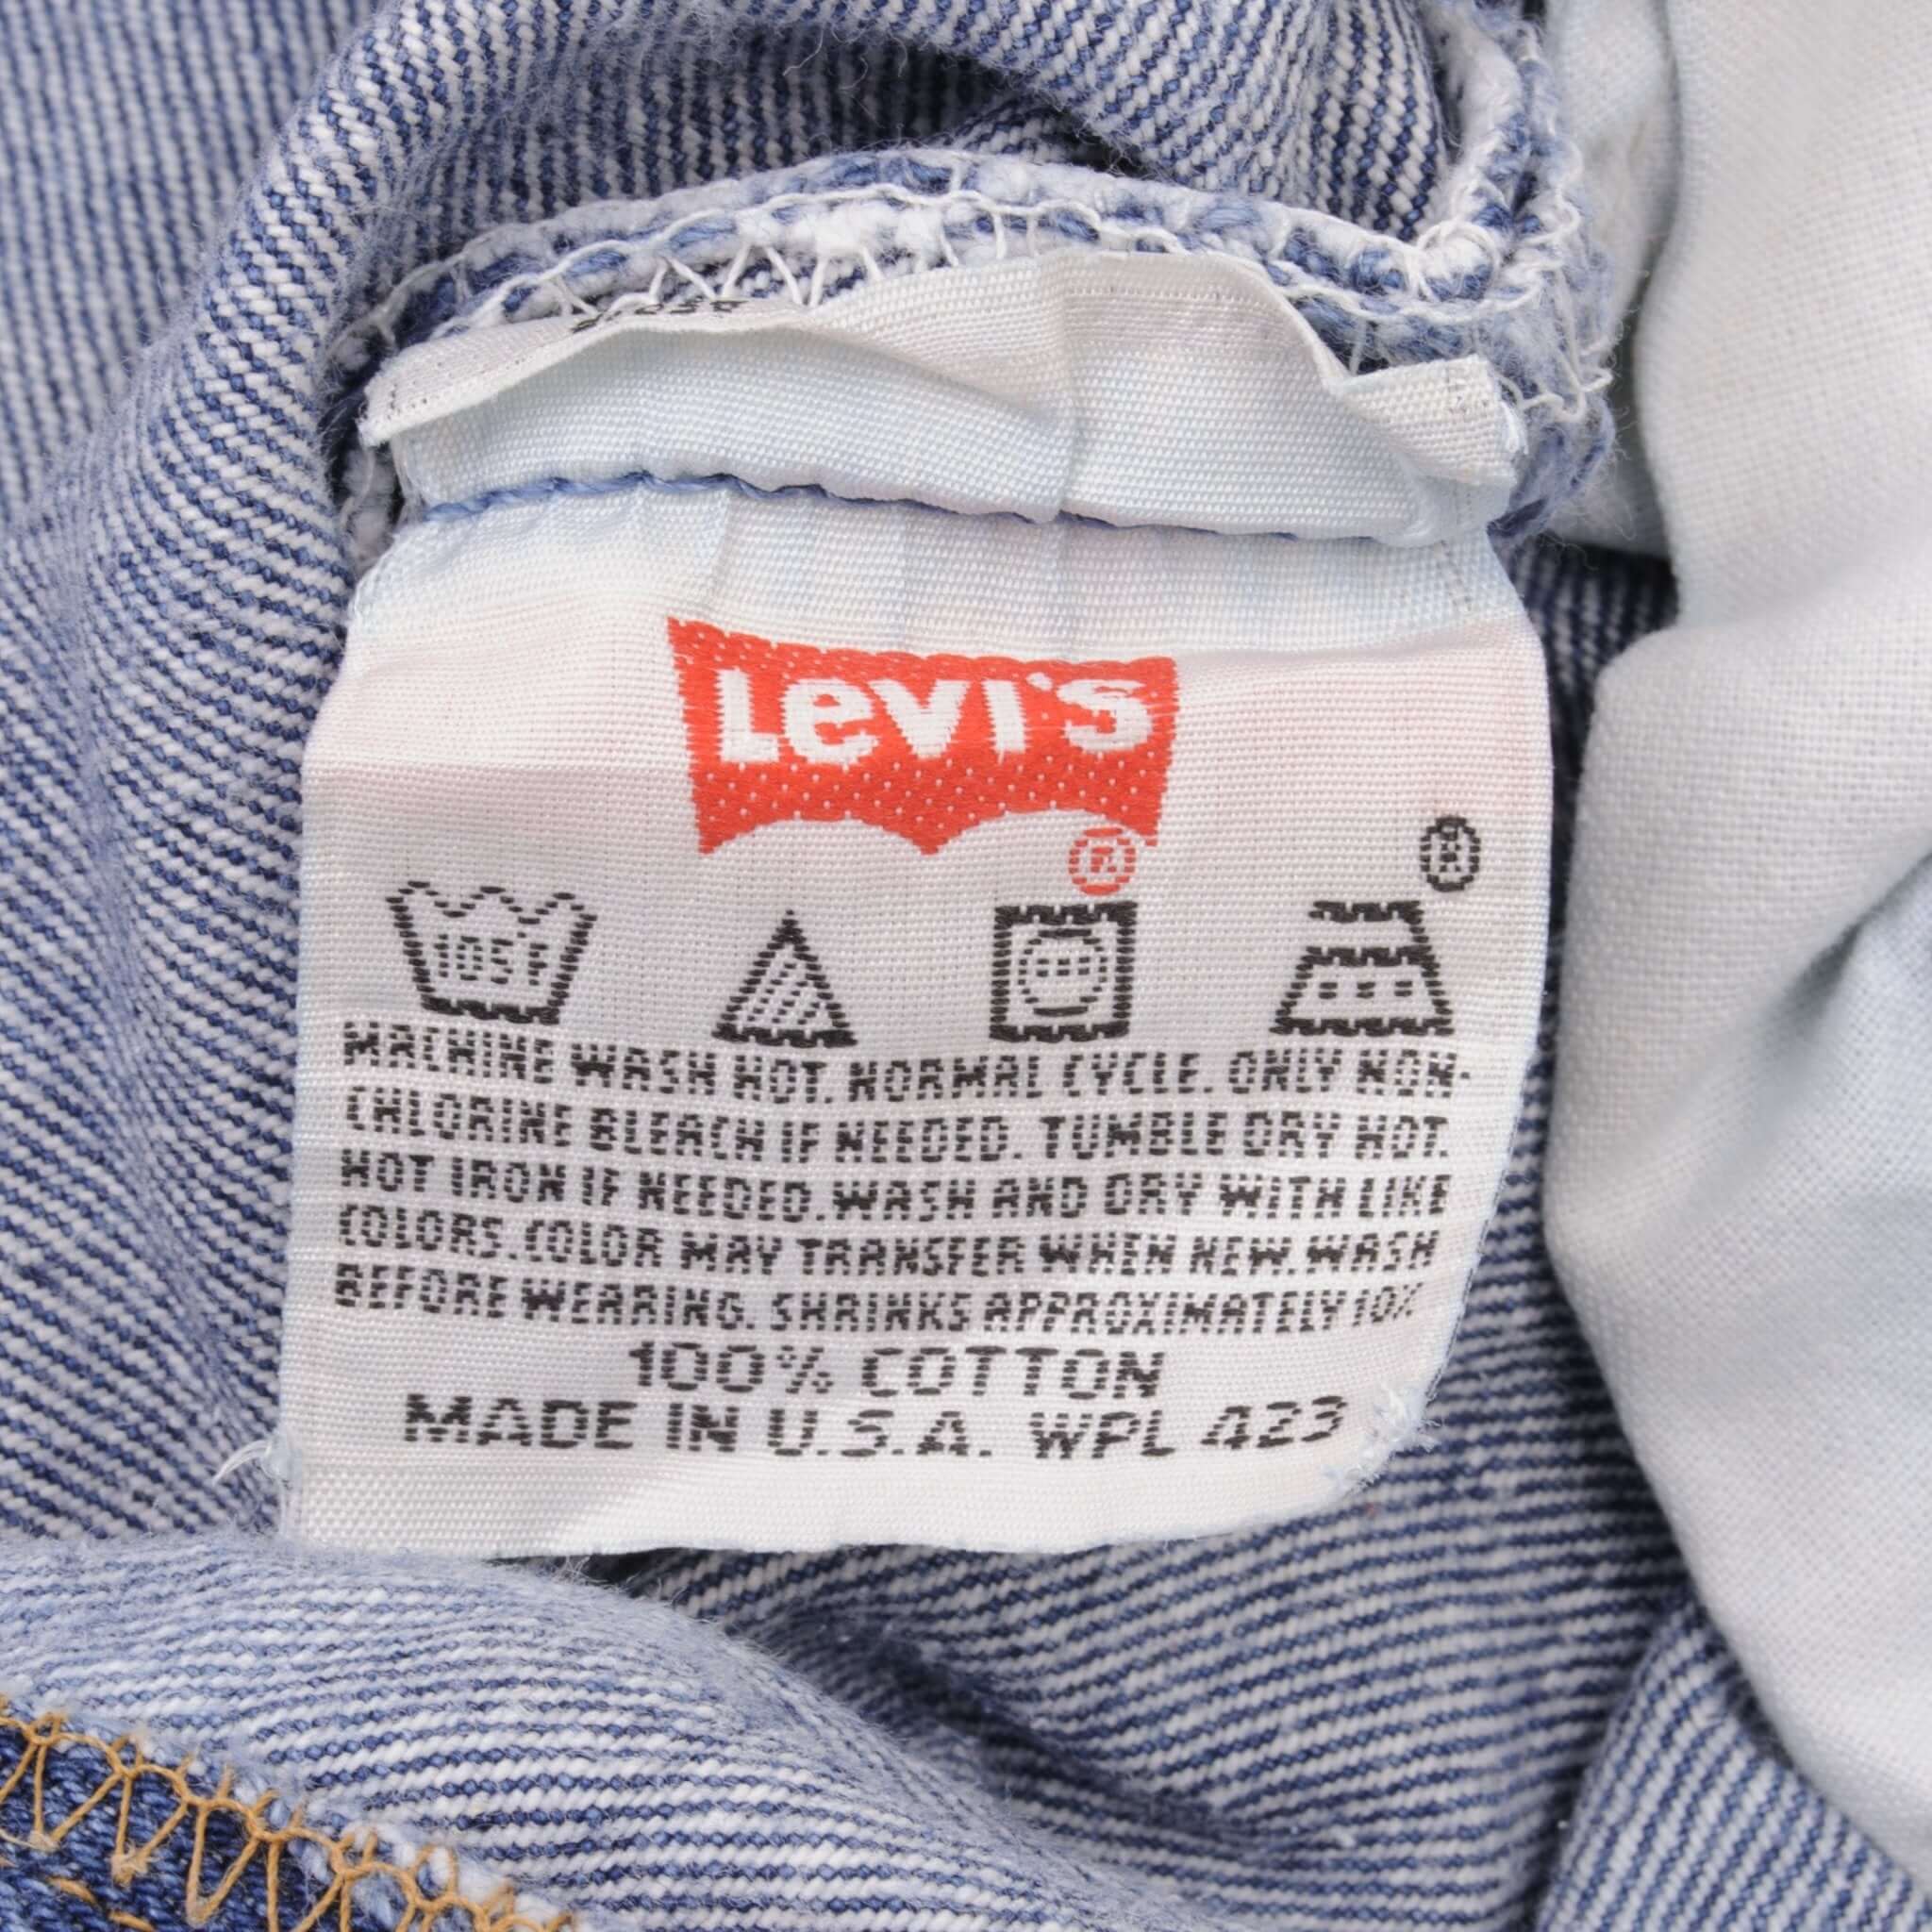 Levi's
®
®
105F
MACHINE WASH HOT. NORMAL CYCLE. ONLY NON-
CHLORINE BLEACH IF NEEDED. TUMBLE DRY HOT.
HOT IRON IF NEEDED. WASH AND DRY WITH LIKE
COLORS. COLOR MAY TRANSFER WHEN NEW. WASH
BEFORE WEARING. SHRINKS APPROXIMATELY 10%
100% COTTON
MADE IN U.S.A. WPL 423